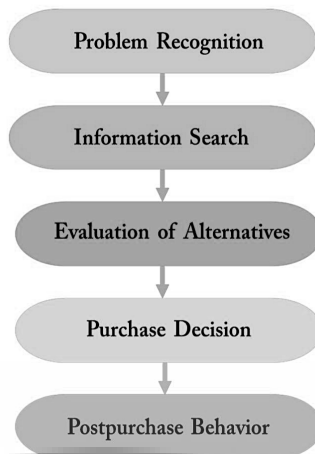 Problem Recognition
Information Search
Evaluation of Alternatives
Purchase Decision
Postpurchase Behavior